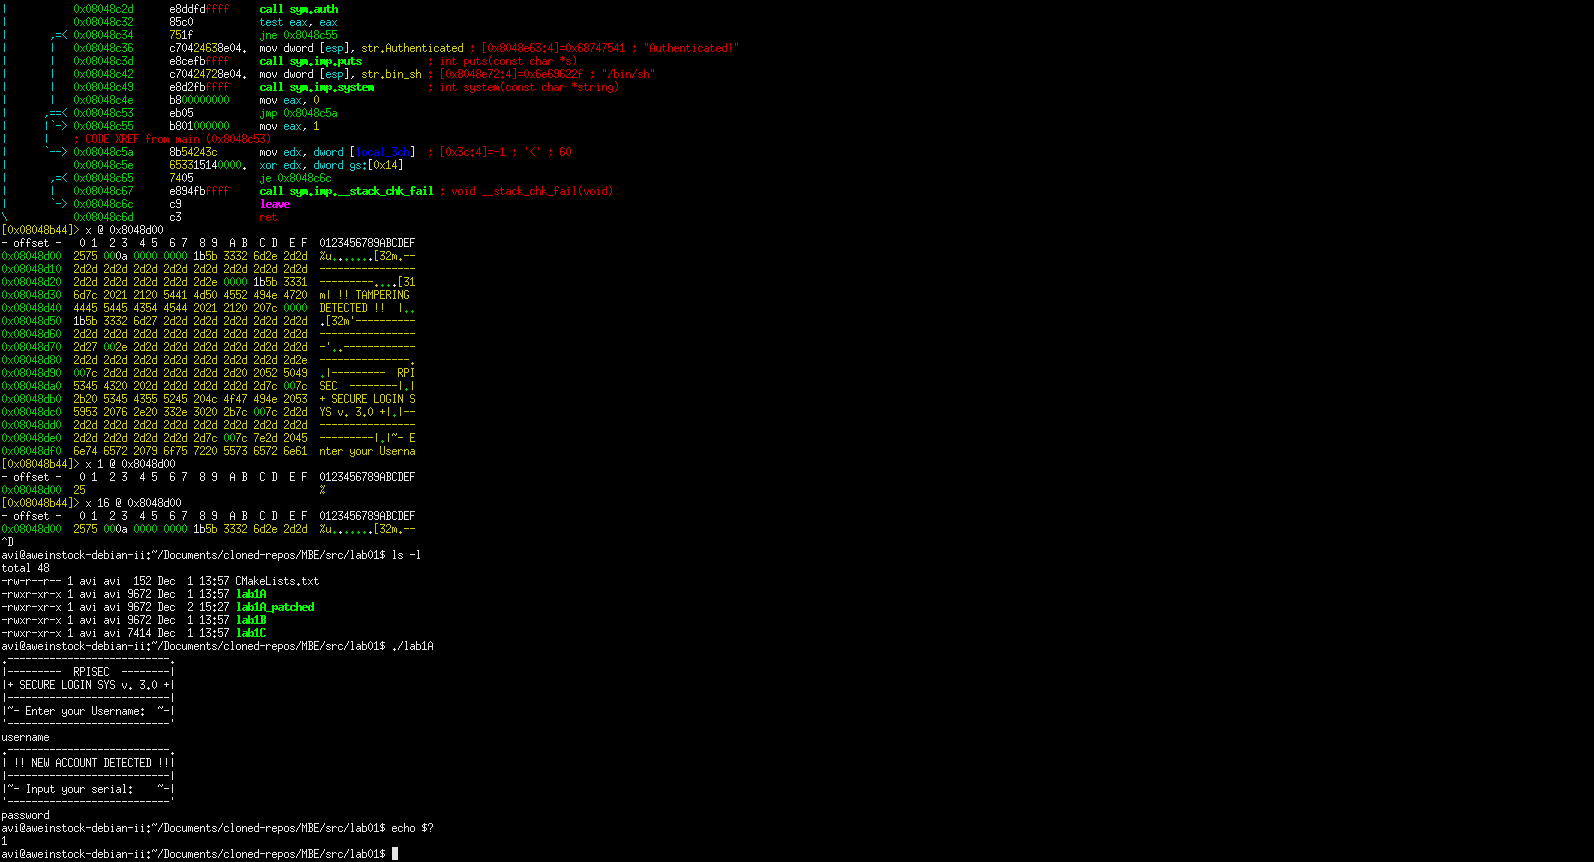 |           0x08048c2d      e8ddfdffff     call sym.auth
|           0x08048c32      85c0           test eax, eax
|       ,=< 0x08048c34      751f           jne 0x8048c55
|       |   0x08048c36      c70424638e04.  mov dword [esp], str.Authenticated ; [0x8048e63:4]=0x68747541 ; "Authenticated!"
|       |   0x08048c3d      e8cefbffff     call sym.imp.puts           ; int puts(const char *s)
|       |   0x08048c42      c70424728e04.  mov dword [esp], str.bin_sh ; [0x8048e72:4]=0x6e69622f ; "/bin/sh"
|       |   0x08048c49      e8d2fbffff     call sym.imp.system         ; int system(const char *string)
|       |   0x08048c4e      b800000000     mov eax, 0
|      ,==< 0x08048c53      eb05           jmp 0x8048c5a
|      |`-> 0x08048c55      b801000000     mov eax, 1
|      |    ; CODE XREF from main (0x8048c53)
|      `--> 0x08048c5a      8b54243c       mov edx, dword [local_3ch]  ; [0x3c:4]=-1 ; '<' ; 60
|           0x08048c5e      653315140000.  xor edx, dword gs:[0x14]
|       ,=< 0x08048c65      7405           je 0x8048c6c
|       |   0x08048c67      e894fbffff     call sym.imp.__stack_chk_fail ; void __stack_chk_fail(void)
|       `-> 0x08048c6c      c9             leave
\           0x08048c6d      c3             ret
[0x08048b44]> x @ 0x8048d00
- offset -   0 1  2 3  4 5  6 7  8 9  A B  C D  E F  0123456789ABCDEF
0x08048d00  2575 000a 0000 0000 1b5b 3332 6d2e 2d2d  %u.......[32m.--
0x08048d10  2d2d 2d2d 2d2d 2d2d 2d2d 2d2d 2d2d 2d2d  ----------------
0x08048d20  2d2d 2d2d 2d2d 2d2d 2d2e 0000 1b5b 3331  ---------....[31
0x08048d30  6d7c 2021 2120 5441 4d50 4552 494e 4720  m| !! TAMPERING 
0x08048d40  4445 5445 4354 4544 2021 2120 207c 0000  DETECTED !!  |..
0x08048d50  1b5b 3332 6d27 2d2d 2d2d 2d2d 2d2d 2d2d  .[32m'----------
0x08048d60  2d2d 2d2d 2d2d 2d2d 2d2d 2d2d 2d2d 2d2d  ----------------
0x08048d70  2d27 002e 2d2d 2d2d 2d2d 2d2d 2d2d 2d2d  -'..------------
0x08048d80  2d2d 2d2d 2d2d 2d2d 2d2d 2d2d 2d2d 2d2e  ---------------.
0x08048d90  007c 2d2d 2d2d 2d2d 2d2d 2d20 2052 5049  .|---------  RPI
0x08048da0  5345 4320 202d 2d2d 2d2d 2d2d 2d7c 007c  SEC  --------|.|
0x08048db0  2b20 5345 4355 5245 204c 4f47 494e 2053  + SECURE LOGIN S
0x08048dc0  5953 2076 2e20 332e 3020 2b7c 007c 2d2d  YS v. 3.0 +|.|--
0x08048dd0  2d2d 2d2d 2d2d 2d2d 2d2d 2d2d 2d2d 2d2d  ----------------
0x08048de0  2d2d 2d2d 2d2d 2d2d 2d7c 007c 7e2d 2045  ---------|.|~- E
0x08048df0  6e74 6572 2079 6f75 7220 5573 6572 6e61  nter your Userna
[0x08048b44]> x 1 @ 0x8048d00
- offset -   0 1  2 3  4 5  6 7  8 9  A B  C D  E F  0123456789ABCDEF
0x08048d00  25                                       %
[0x08048b44]> x 16 @ 0x8048d00
- offset -   0 1  2 3  4 5  6 7  8 9  A B  C D  E F  0123456789ABCDEF
0x08048d00  2575 000a 0000 0000 1b5b 3332 6d2e 2d2d  %u.......[32m.--
^D
avi@aweinstock-debian-ii:~/Documents/cloned-repos/MBE/src/lab01$ ls -l
total 48
-rw-r--r-- 1 avi avi  152 Dec  1 13:57 CMakeLists.txt
-rwxr-xr-x 1 avi avi 9672 Dec  1 13:57 lab1A
-rwxr-xr-x 1 avi avi 9672 Dec  2 15:27 lab1A_patched
-rwxr-xr-x 1 avi avi 9672 Dec  1 13:57 lab1B
-rwxr-xr-x 1 avi avi 7414 Dec  1 13:57 lab1C
avi@aweinstock-debian-ii:~/Documents/cloned-repos/MBE/src/lab01$ ./lab1A
.---------------------------.
|---------  RPISEC  --------|
|+ SECURE LOGIN SYS v. 3.0 +|
|---------------------------|
|~- Enter your Username:  ~-|
'---------------------------'
username
.---------------------------.
| !! NEW ACCOUNT DETECTED !!|
|---------------------------|
|~- Input your serial:    ~-|
'---------------------------'
password
avi@aweinstock-debian-ii:~/Documents/cloned-repos/MBE/src/lab01$ echo $?
1
avi@aweinstock-debian-ii:~/Documents/cloned-repos/MBE/src/lab01$